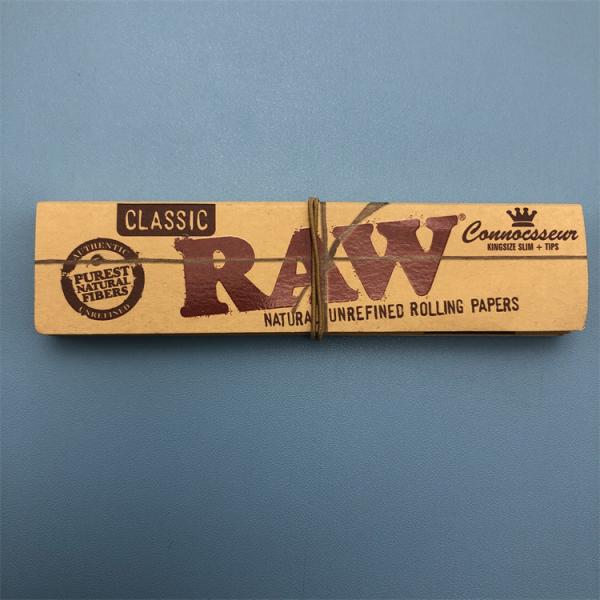 CLASSIC
RAW®
Connoisseur
KINGSIZE SLIM + TIPS
AUTHENTIC
PUREST
NATURAL
FIBERS
UNREFINED
NATURAL UNREFINED ROLLING PAPERS